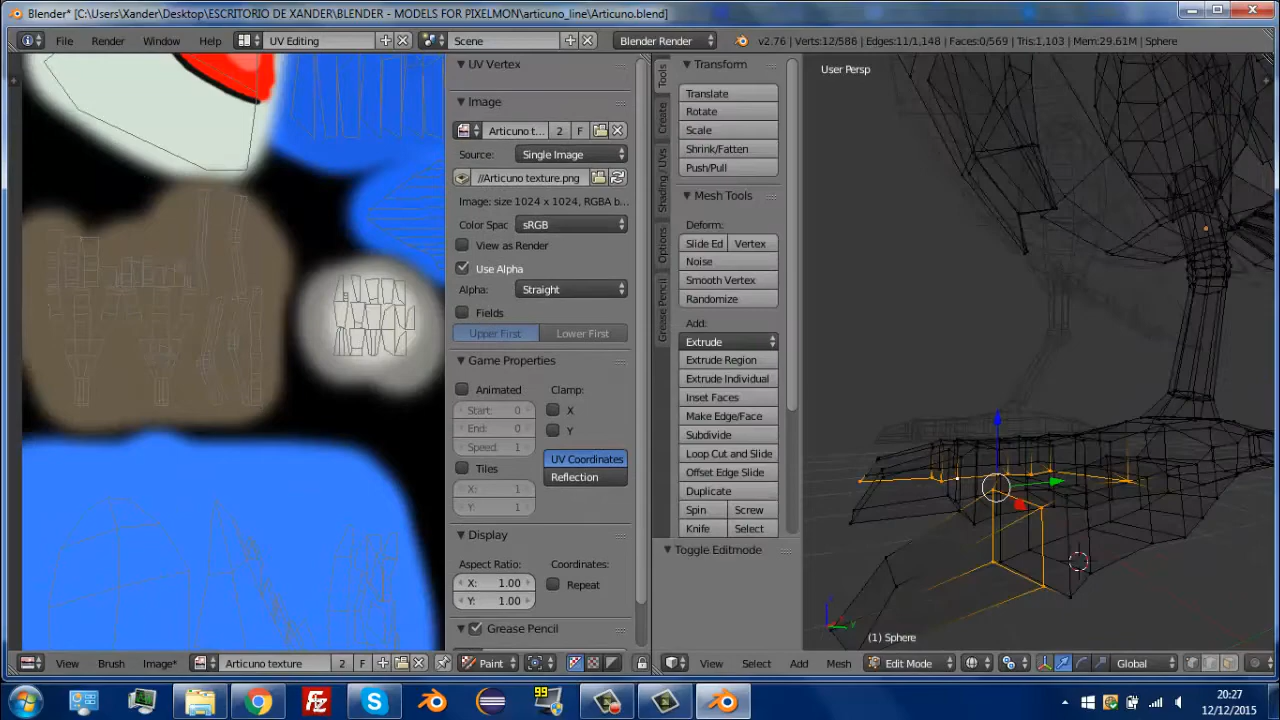 Blender* [C:\Users\Xander\Desktop\ESCRITORIO DE XANDER\BLENDER - MODELS FOR PIXELMON\articuno_line\Articuno.blend]
File Render Window Help UV Editing Scene Blender Render v2.76 | Verts:12/586 | Edges:11/1,148 | Faces:0/569 | Tris:1,103 | Mem:29.61M | Sphere
UV Vertex
Image
Articuno t... 2 F
Source: Single Image
//Articuno texture.png
Image: size 1024 x 1024, RGBA b...
Color Spac sRGB
View as Render
Use Alpha
Alpha: Straight
Fields
Upper First Lower First
Game Properties
Animated Clamp:
Start: 0 X
End: 0 Y
Speed: 1 UV Coordinates
Tiles Reflection
X: 1
Y: 1
Display
Aspect Ratio: Coordinates:
X: 1.00 Repeat
Y: 1.00
Grease Pencil
Tools
Create
Shading / UVs
Options
Grease Pencil
Transform
Translate
Rotate
Scale
Shrink/Fatten
Push/Pull
Mesh Tools
Deform:
Slide Ed Vertex
Noise
Smooth Vertex
Randomize
Add:
Extrude
Extrude Region
Extrude Individual
Inset Faces
Make Edge/Face
Subdivide
Loop Cut and Slide
Offset Edge Slide
Duplicate
Spin Screw
Knife Select
Toggle Editmode
User Persp
(1) Sphere
View Brush Image* Articuno texture 2 F Paint
View Select Add Mesh Edit Mode Global
99
20:27
12/12/2015